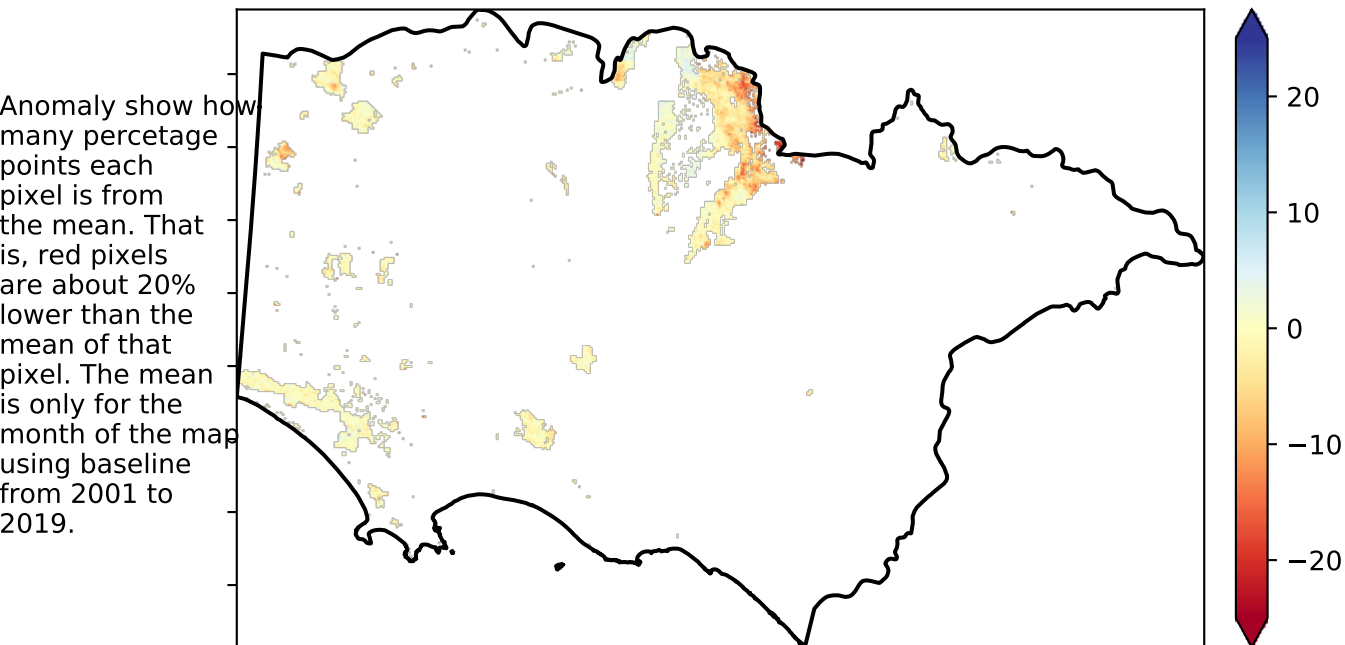 Anomaly show how
many percetage
points each
pixel is from
the mean. That
is, red pixels
are about 20%
lower than the
mean of that
pixel. The mean
is only for the
month of the map
using baseline
from 2001 to
2019.
20
10
0
−10
−20